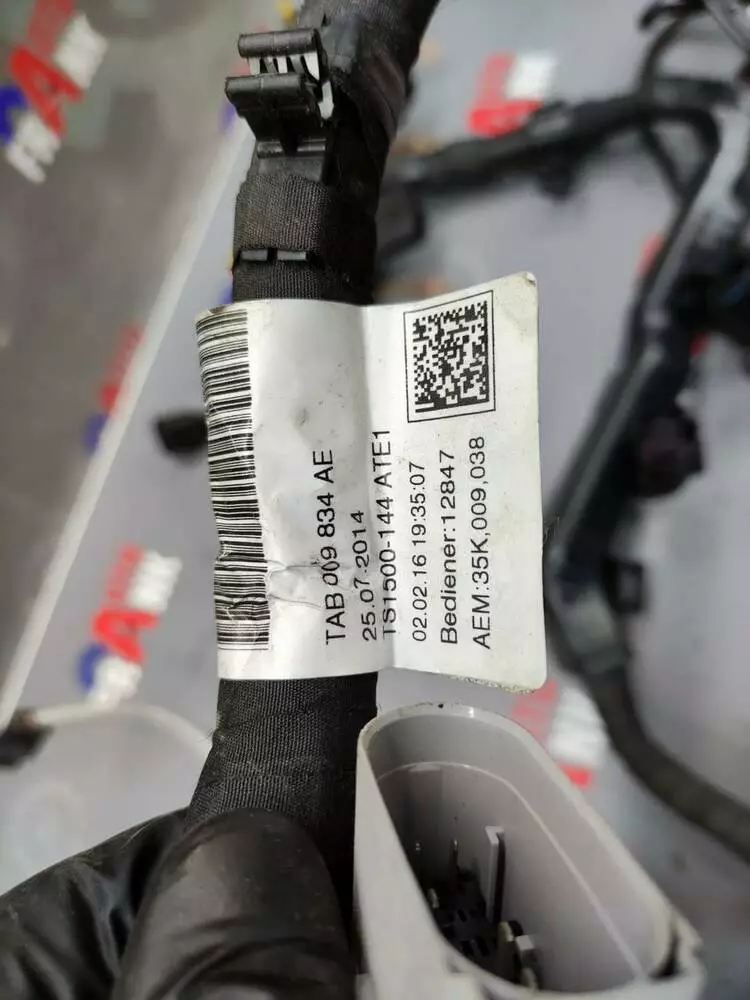 TAB 009 834 AE
25.07.2014
TS1500-144 ATE1
02.02.16 19:35:07
Bediener:12847
AEM:35K,009,038